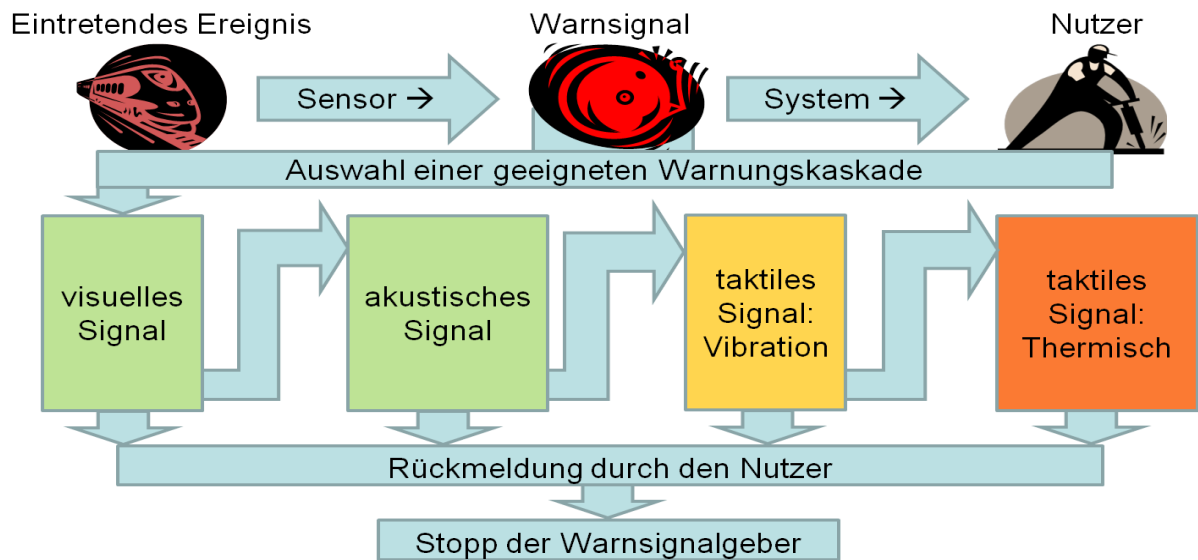 Eintretendes Ereignis
Warnsignal
Nutzer
Sensor →
System →
Auswahl einer geeigneten Warnungskaskade
visuelles
Signal
akustisches
Signal
taktiles
Signal:
Vibration
taktiles
Signal:
Thermisch
Rückmeldung durch den Nutzer
Stopp der Warnsignalgeber